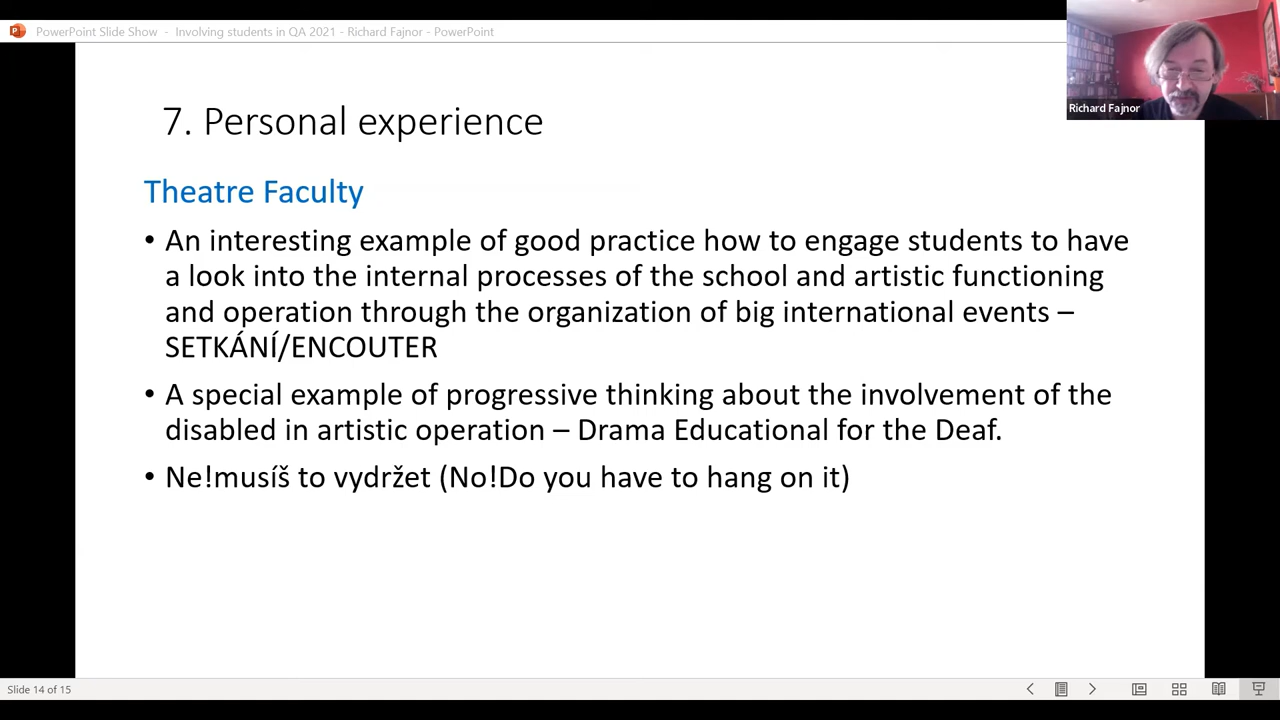 PowerPoint Slide Show - Involving students in QA 2021 - Richard Fajnor - PowerPoint
Richard Fajnor
7. Personal experience
Theatre Faculty
• An interesting example of good practice how to engage students to have
a look into the internal processes of the school and artistic functioning
and operation through the organization of big international events –
SETKÁNÍ/ENCOUTER
• A special example of progressive thinking about the involvement of the
disabled in artistic operation – Drama Educational for the Deaf.
• Ne!musíš to vydržet (No!Do you have to hang on it)
Slide 14 of 15